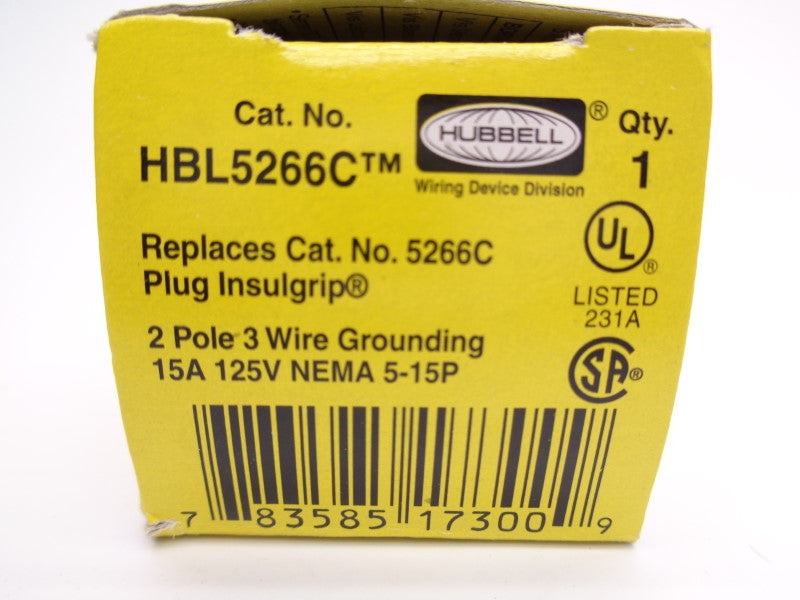 Cat. No.
HBL5266C™
HUBBELL®
Wiring Device Division
Qty.
1
Replaces Cat. No. 5266C
Plug Insulgrip®
UL®
LISTED
231A
2 Pole 3 Wire Grounding
15A 125V NEMA 5-15P
SA®
7 83585 17300 9